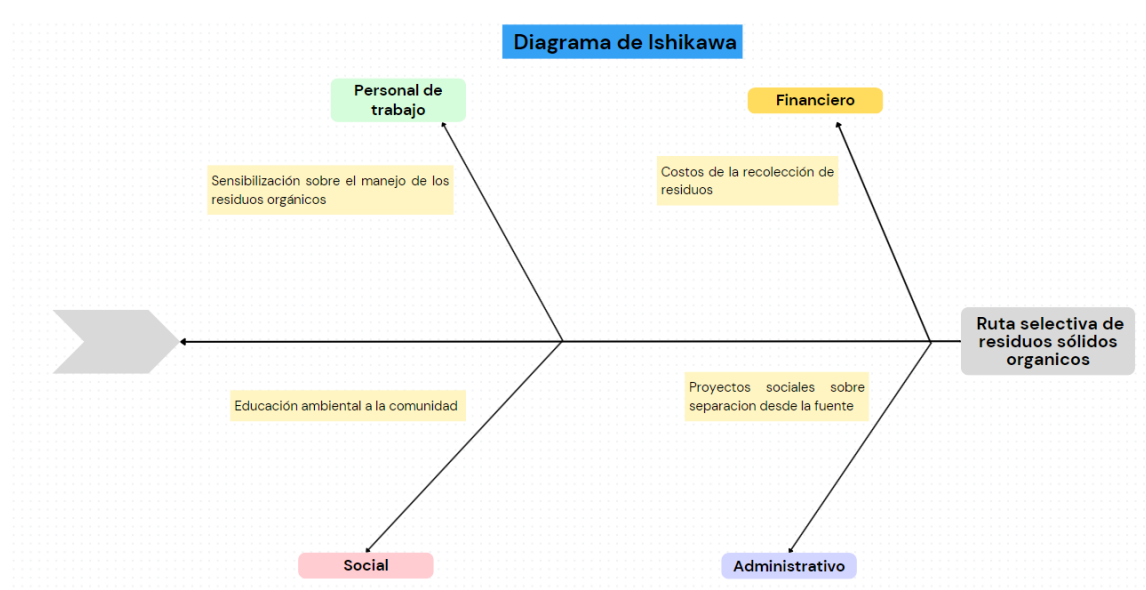 Diagrama de Ishikawa
Personal de
trabajo
Financiero
Sensibilización sobre el manejo de los
residuos orgánicos
Costos de la recolección de
residuos
Ruta selectiva de
residuos sólidos
organicos
Educación ambiental a la comunidad
Proyectos sociales sobre
separacion desde la fuente
Social
Administrativo